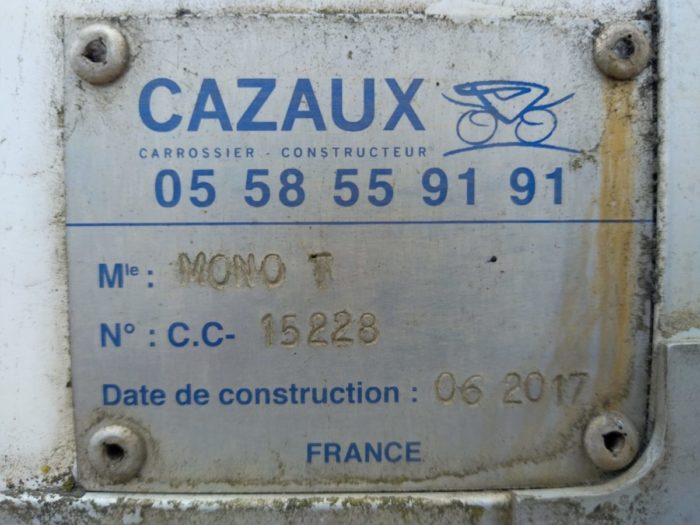 CAZAUX
CARROSSIER - CONSTRUCTEUR
05 58 55 91 91
Mle : MONO T
N° : C.C- 15228
Date de construction : 06 2017
FRANCE